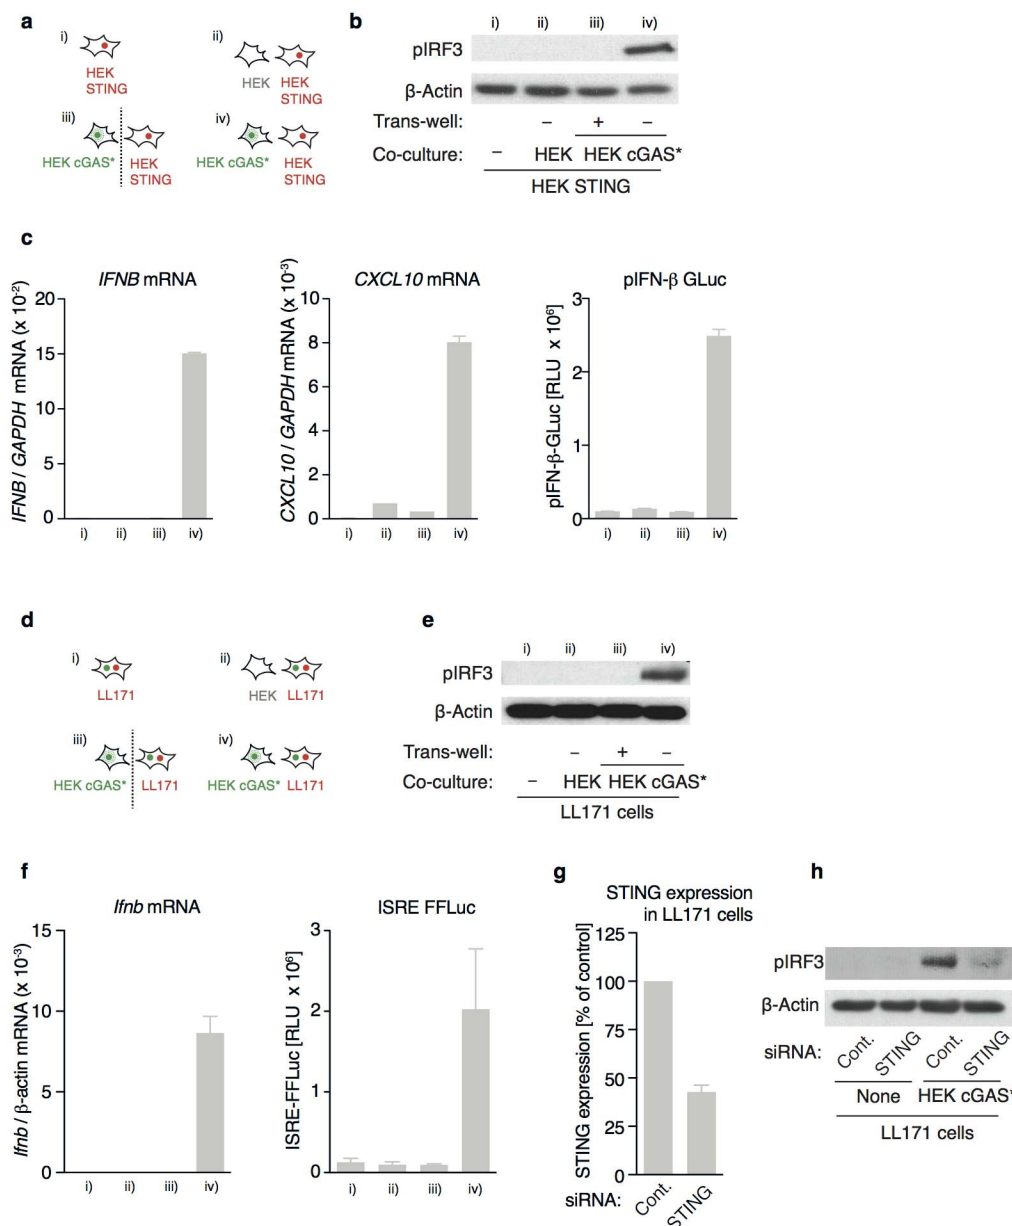 a
i)
HEK
STING
ii)
HEK
HEK
STING
iii)
HEK cGAS*
HEK
STING
iv)
HEK cGAS*
HEK
STING
b
i) ii) iii) iv)
pIRF3
β-Actin
Trans-well: – + –
Co-culture: – HEK HEK cGAS*
HEK STING
c
IFNB mRNA
IFNB / GAPDH mRNA (x 10-2)
20
15
10
5
0
i) ii) iii) iv)
CXCL10 mRNA
CXCL10 / GAPDH mRNA (x 10-3)
10
8
6
4
2
0
i) ii) iii) iv)
pIFN-β GLuc
pIFN-β-GLuc [RLU x 10⁶]
3
2
1
0
i) ii) iii) iv)
d
i)
LL171
ii)
HEK LL171
iii)
HEK cGAS* LL171
iv)
HEK cGAS* LL171
e
i) ii) iii) iv)
pIRF3
β-Actin
Trans-well: – + –
Co-culture: – HEK HEK cGAS*
LL171 cells
f
Ifnb mRNA
Ifnb / β-actin mRNA (x 10-3)
15
10
5
0
i) ii) iii) iv)
ISRE FFLuc
ISRE-FFLuc [RLU x 10⁶]
3
2
1
0
i) ii) iii) iv)
g
STING expression
in LL171 cells
STING expression [% of control]
125
100
75
50
25
0
siRNA: Cont. STING
h
pIRF3
β-Actin
siRNA: Cont. STING Cont. STING
None HEK cGAS*
LL171 cells